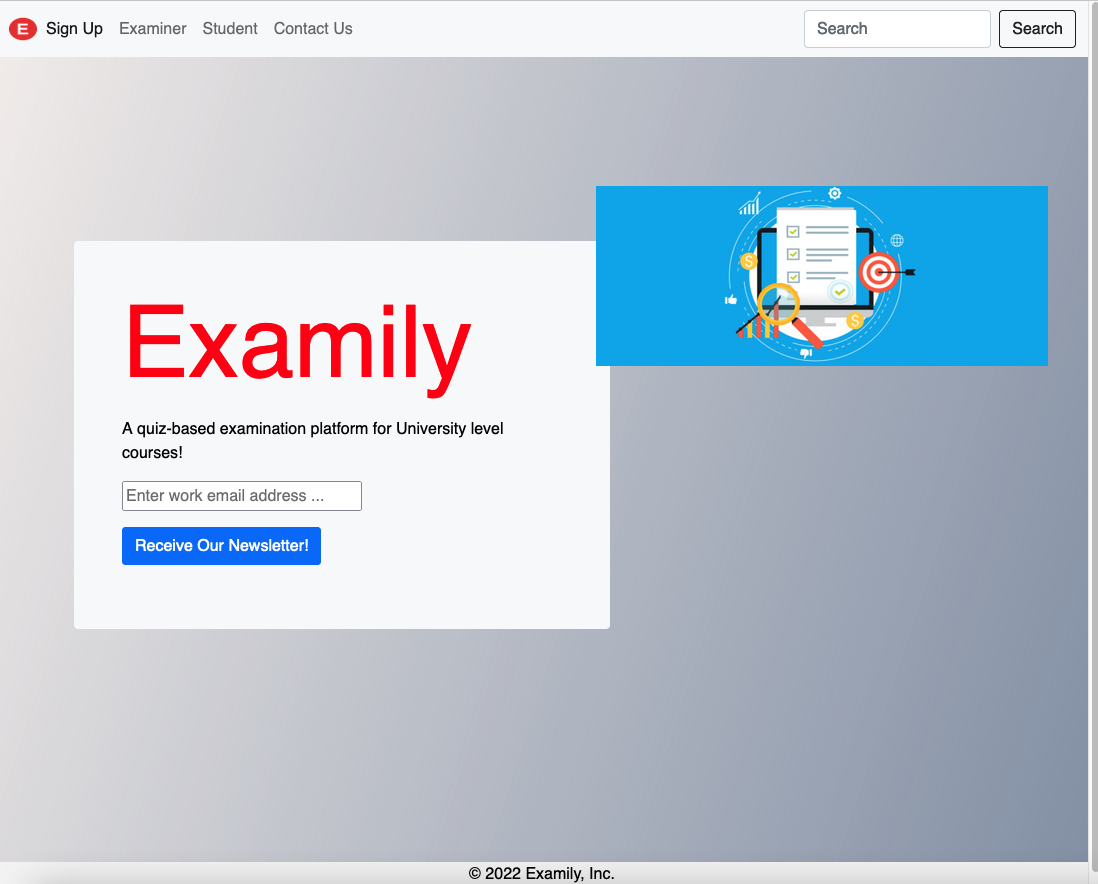 E Sign Up Examiner Student Contact Us Search Search
Examily
A quiz-based examination platform for University level
courses!
Enter work email address ...
Receive Our Newsletter!
$
$
© 2022 Examily, Inc.